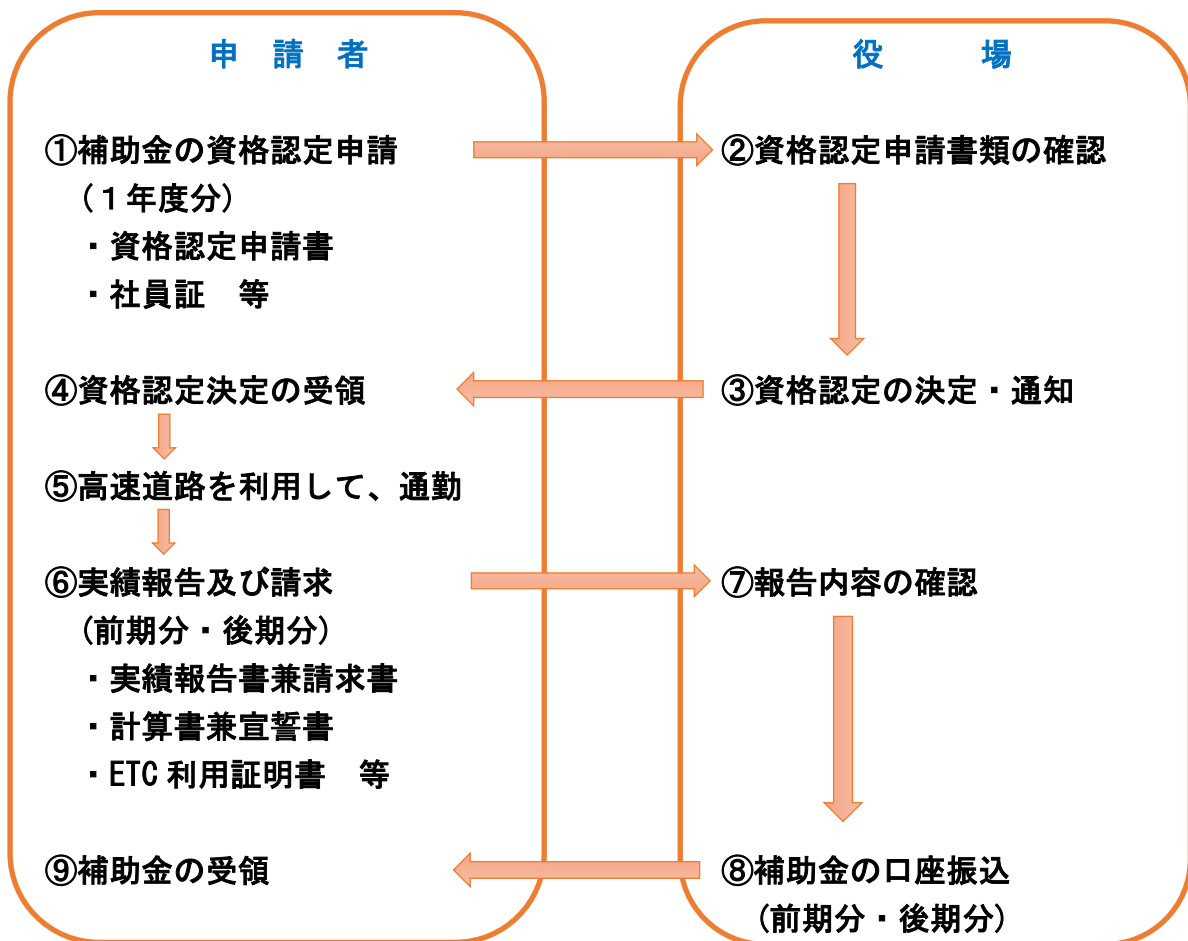 申　請　者
役　　場
①補助金の資格認定申請
（１年度分）
・資格認定申請書
・社員証　等
②資格認定申請書類の確認
④資格認定決定の受領
③資格認定の決定・通知
⑤高速道路を利用して、通勤
⑥実績報告及び請求
(前期分・後期分)
・実績報告書兼請求書
・計算書兼宣誓書
・ETC 利用証明書　等
⑦報告内容の確認
⑨補助金の受領
⑧補助金の口座振込
(前期分・後期分)